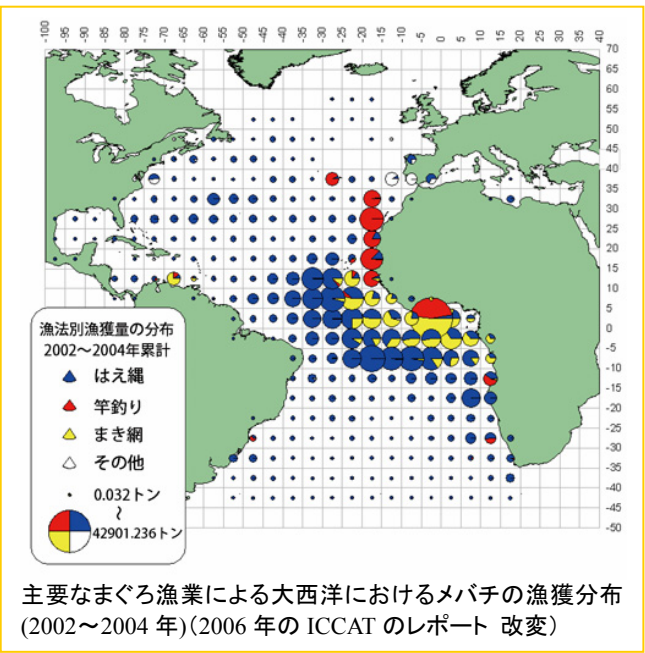 -100 -95 -90 -85 -80 -75 -70 -65 -60 -55 -50 -45 -40 -35 -30 -25 -20 -15 -10 -5 0 5 10 15 20 25 30 35 40
70
65
60
55
50
45
40
35
30
25
20
15
10
5
0
-5
-10
-15
-20
-25
-30
-35
-40
-45
-50
漁法別漁獲量の分布
2002～2004年累計
はえ縄
竿釣り
まき網
その他
0.032トン
～
42901.236トン
主要なまぐろ漁業による大西洋におけるメバチの漁獲分布
(2002～2004 年)（2006 年の ICCAT のレポート 改変）